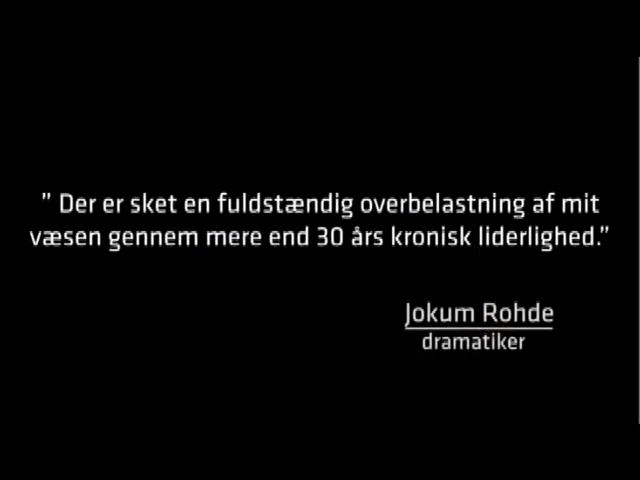 ” Der er sket en fuldstændig overbelastning af mit
væsen gennem mere end 30 års kronisk liderlighed.”
Jokum Rohde
dramatiker